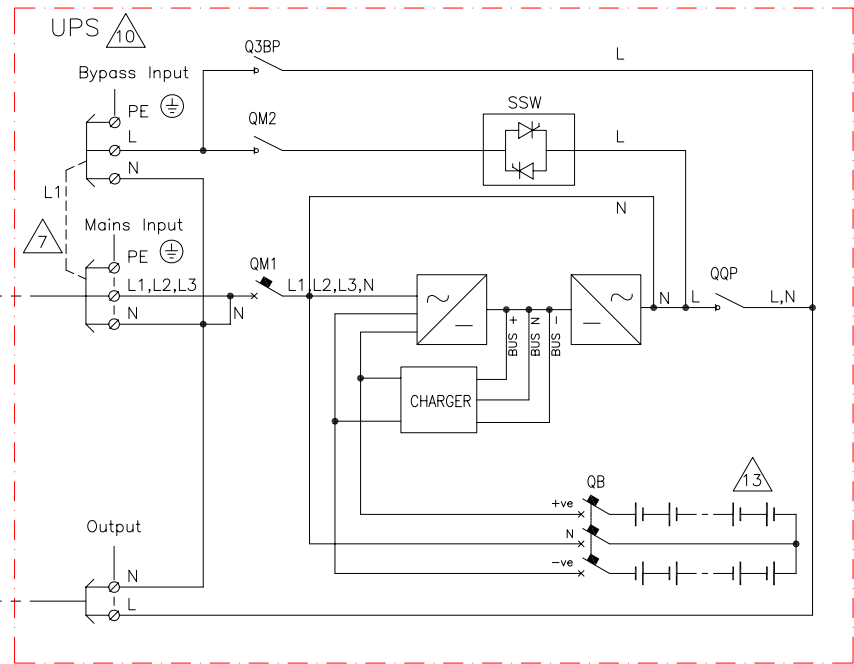 UPS 10
Q3BP
L
Bypass Input
PE
QM2
SSW
L
L
N
L1
N
7
Mains Input
PE
QM1
L1,L2,L3
L1,L2,L3,N
N
N
QQP
N
L
L,N
BUS +
BUS N
BUS -
CHARGER
QB
13
+ve
N
-ve
Output
N
L